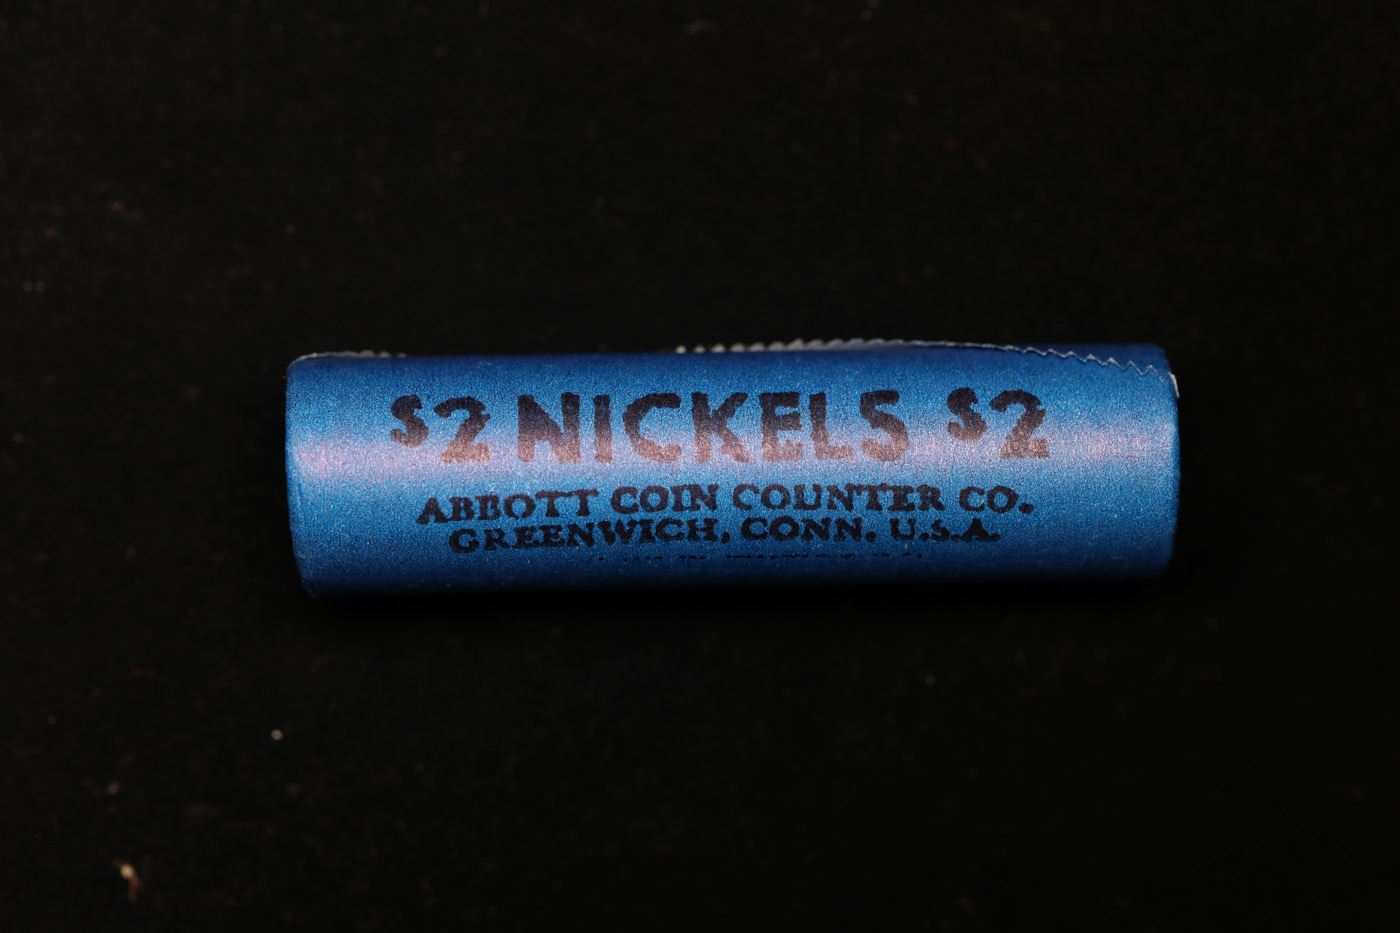 $2 NICKELS $2
ABBOTT COIN COUNTER CO.
GREENWICH, CONN. U.S.A.